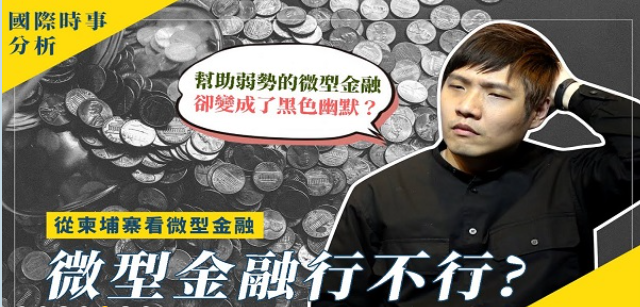 國際時事
分析
幫助弱勢的微型金融
卻變成了黑色幽默？
從柬埔寨看微型金融
微型金融行不行？